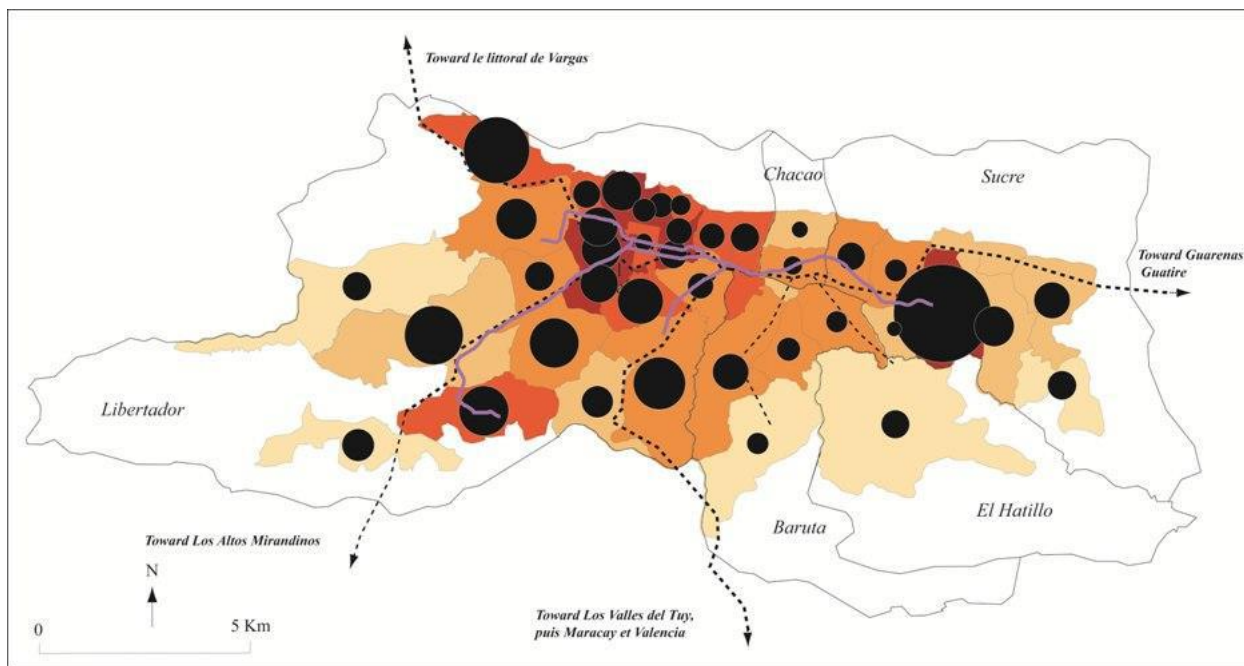 Toward le littoral de Vargas
Chacao
Sucre
Toward Guarenas
Guatire
Libertador
El Hatillo
Baruta
Toward Los Altos Mirandinos
N
Toward Los Valles del Tuy,
puis Maracay et Valencia
0
5 Km